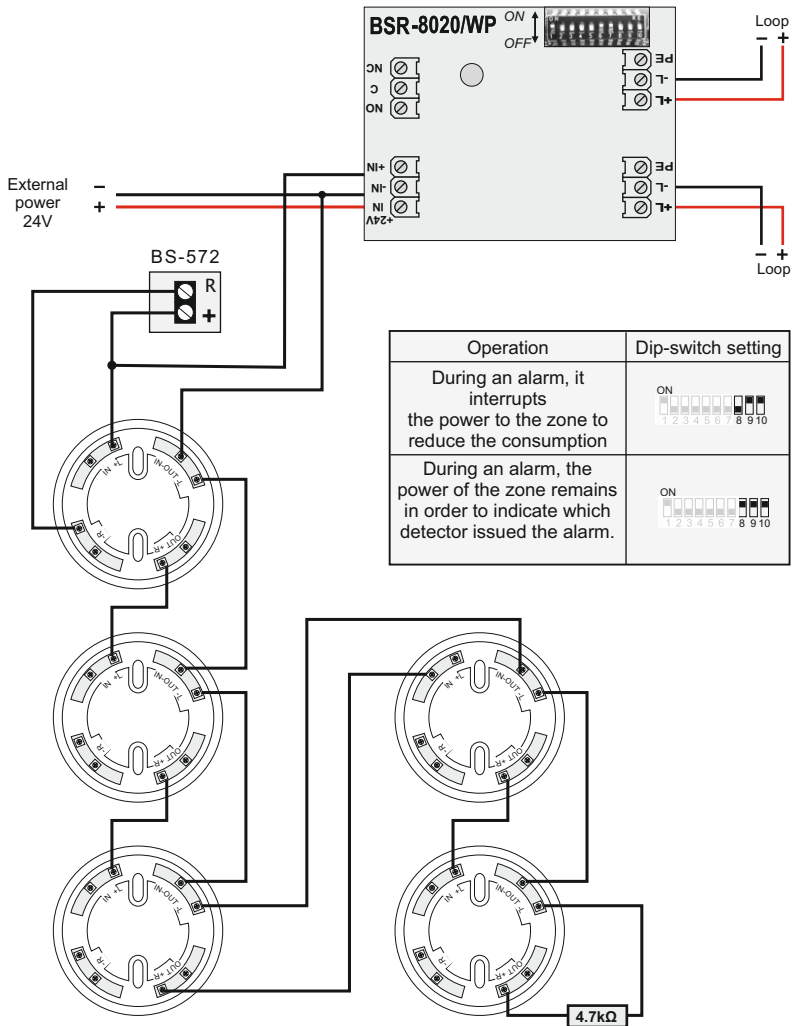 BSR-8020/WP
ON
OFF
Loop
– +
NC
C
NO
PE
-L
+L
+IN
-IN
IN
+24V
PE
-L
+L
– +
Loop
External
power
24V
–
+
BS-572
R
+
Operation
Dip-switch setting
During an alarm, it
interrupts
the power to the zone to
reduce the consumption
ON
1 2 3 4 5 6 7 8 9 10
During an alarm, the
power of the zone remains
in order to indicate which
detector issued the alarm.
ON
1 2 3 4 5 6 7 8 9 10
IN +L
IN-OUT -L
-R
OUT +R
IN +L
IN-OUT -L
-R
OUT +R
IN +L
IN-OUT -L
-R
OUT +R
IN +L
IN-OUT -L
-R
OUT +R
IN +L
IN-OUT -L
-R
OUT +R
4.7kΩ